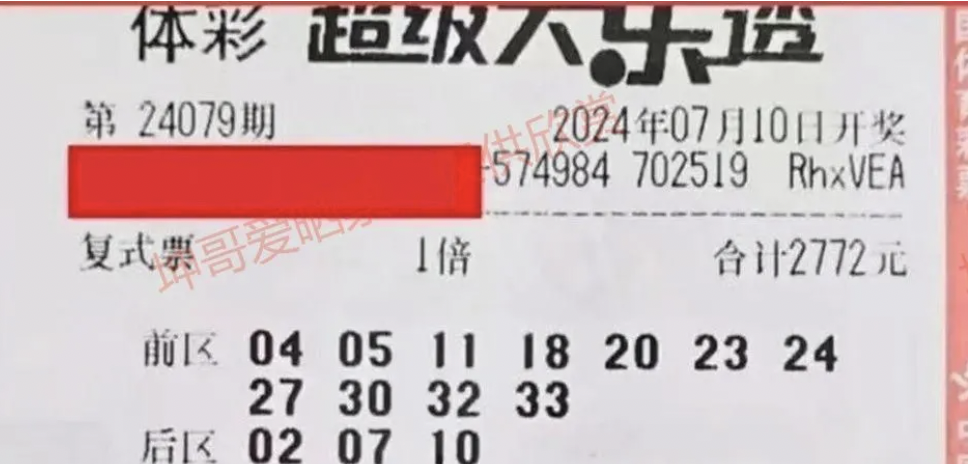 体彩 超级大乐透
第 24079期 2024年07月10日开奖
574984 702519 RhxVEA
复式票 1倍 合计2772元
坤哥爱晒 供欣赏
前区 04 05 11 18 20 23 24
27 30 32 33
后区 02 07 10